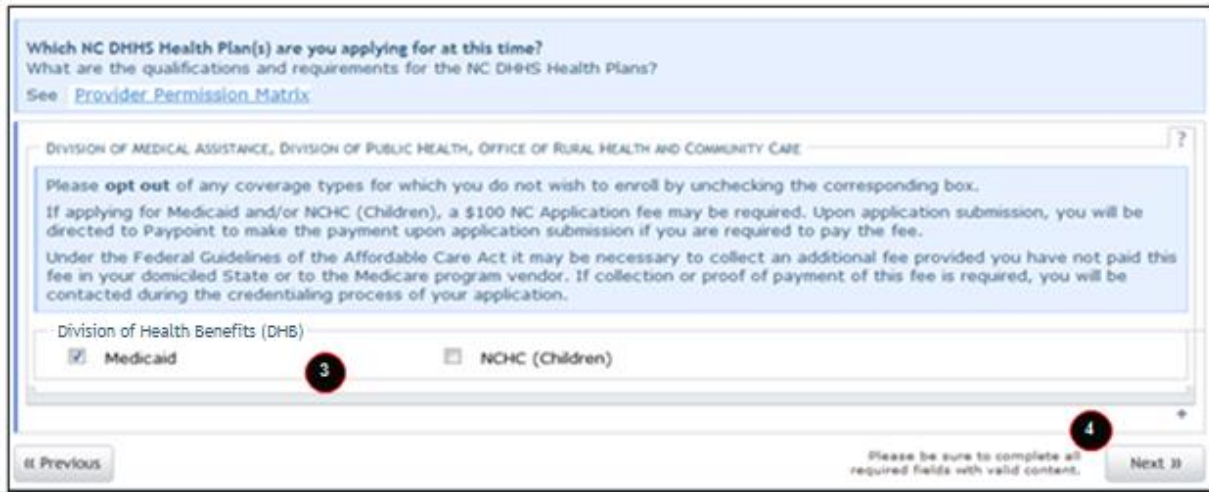 Which NC DMHS Health Plan(s) are you applying for at this time?
What are the qualifications and requirements for the NC DHHS Health Plans?
See Provider Permission Matrix
?
DIVISION OF MEDICAL ASSISTANCE, DIVISION OF PUBLIC HEALTH, OFFICE OF RURAL HEALTH AND COMMUNITY CARE
Please opt out of any coverage types for which you do not wish to enroll by unchecking the corresponding box.
If applying for Medicaid and/or NCHC (Children), a $100 NC Application fee may be required. Upon application submission, you will be
directed to Paypoint to make the payment upon application submission if you are required to pay the fee.
Under the Federal Guidelines of the Affordable Care Act it may be necessary to collect an additional fee provided you have not paid this
fee in your domiciled State or to the Medicare program vendor. If collection or proof of payment of this fee is required, you will be
contacted during the credentialing process of your application.
Division of Health Benefits (DHB)
Medicaid
NCHC (Children)
3
4
« Previous
Please be sure to complete all
required fields with valid content.
Next »